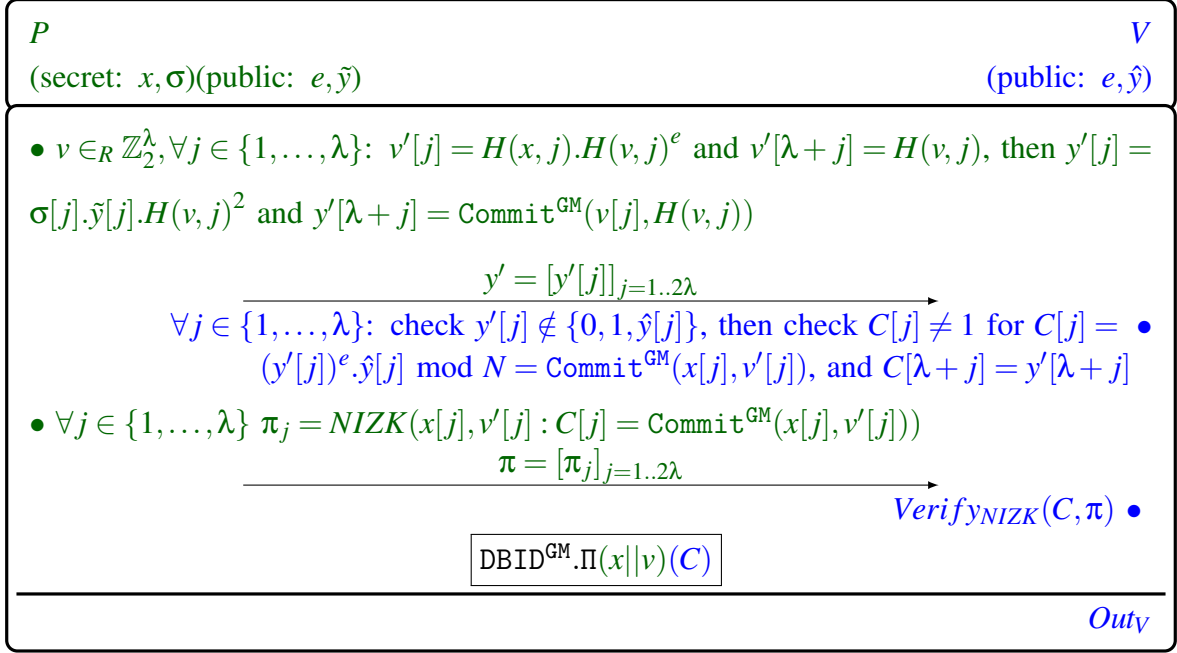 P V
(secret: x, σ)(public: e, ỹ) (public: e, ŷ)
• v ∈_R ℤ₂^λ, ∀j ∈ {1, …, λ}: v′[j] = H(x, j).H(v, j)^e and v′[λ + j] = H(v, j), then y′[j] =
σ[j].ỹ[j].H(v, j)² and y′[λ + j] = Commit^GM(v[j], H(v, j))
y′ = [y′[j]]_{j=1..2λ}
∀j ∈ {1, …, λ}: check y′[j] ∉ {0, 1, ŷ[j]}, then check C[j] ≠ 1 for C[j] = •
(y′[j])^e.ŷ[j] mod N = Commit^GM(x[j], v′[j]), and C[λ + j] = y′[λ + j]
• ∀j ∈ {1, …, λ} π_j = NIZK(x[j], v′[j] : C[j] = Commit^GM(x[j], v′[j]))
π = [π_j]_{j=1..2λ}
Verify_NIZK(C, π) •
DBID^GM.Π(x||v)(C)
Out_V